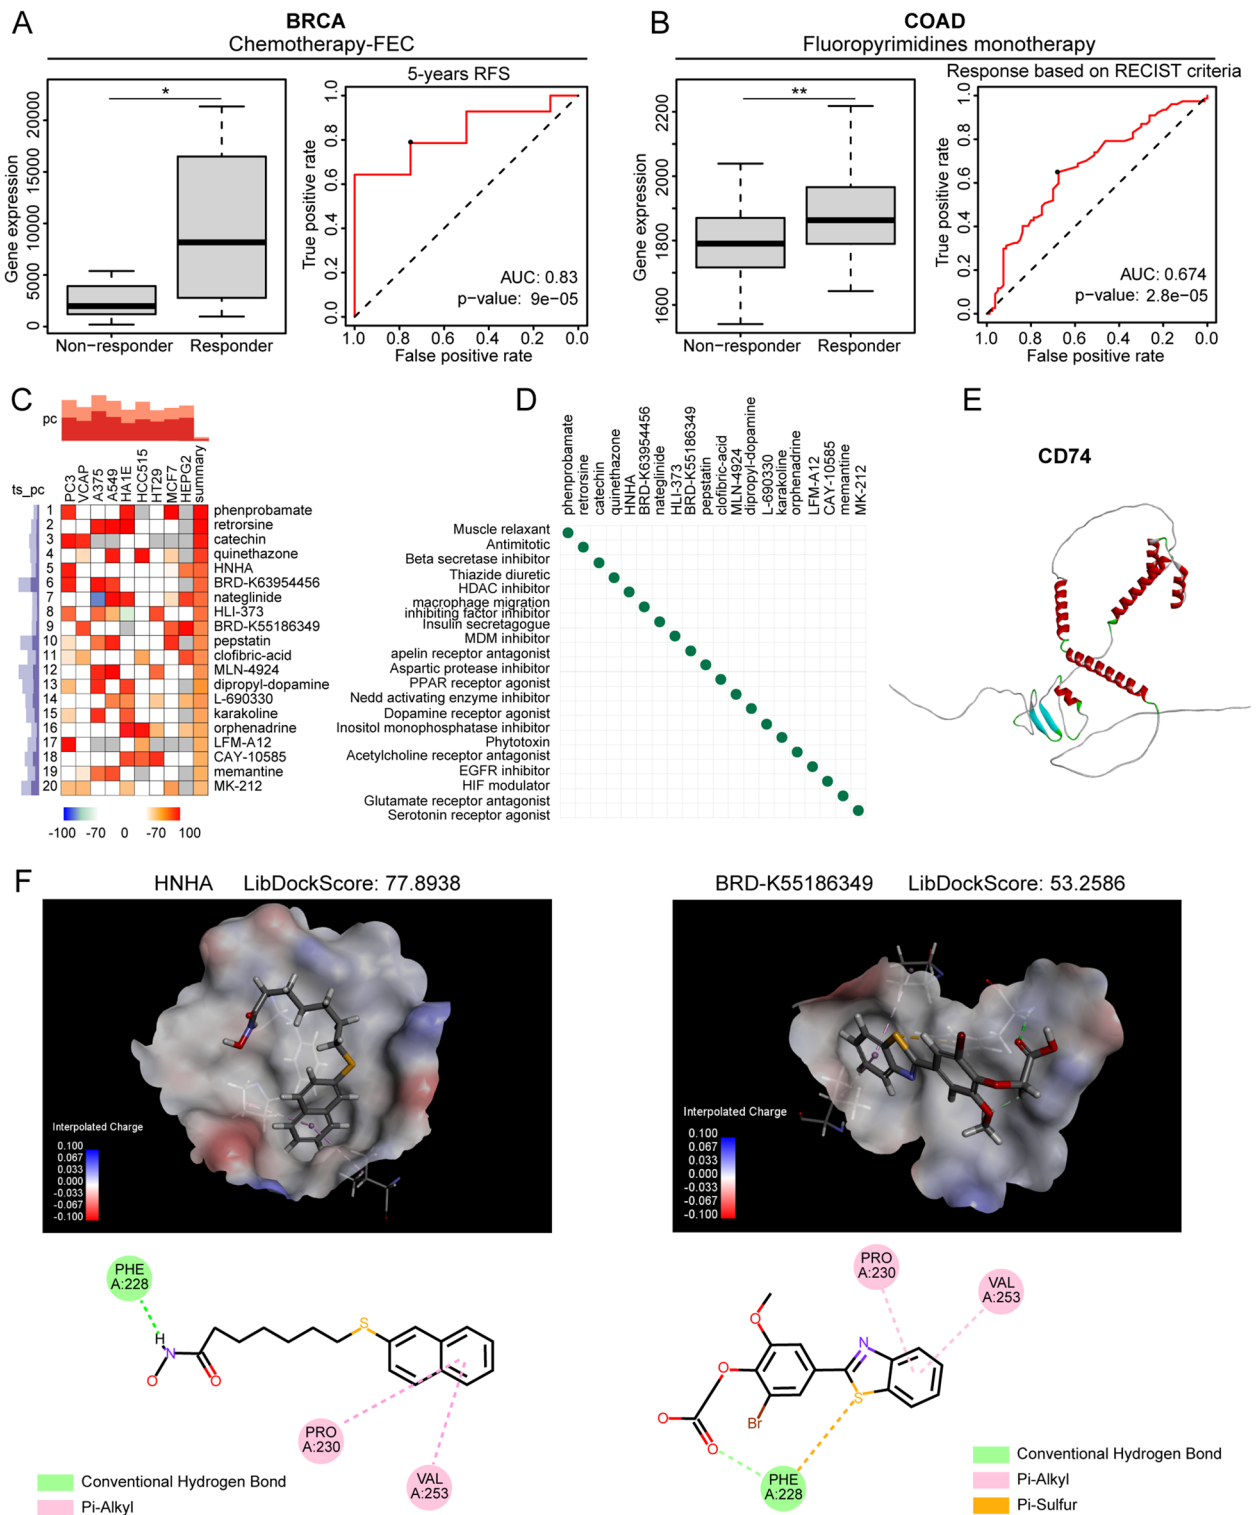 A
BRCA
Chemotherapy-FEC
Gene expression
0
5000
10000
15000
20000
*
Non-responder
Responder
5-years RFS
True positive rate
0.0
0.2
0.4
0.6
0.8
1.0
AUC: 0.83
p-value: 9e-05
1.0
0.8
0.6
0.4
0.2
0.0
False positive rate
B
COAD
Fluoropyrimidines monotherapy
Gene expression
1600
1800
2000
2200
**
Non-responder
Responder
Response based on RECIST criteria
True positive rate
0.0
0.2
0.4
0.6
0.8
1.0
AUC: 0.674
p-value: 2.8e-05
1.0
0.8
0.6
0.4
0.2
0.0
False positive rate
C
pc
ts_pc
PC3
VCAP
A375
A549
HA1E
HCC515
HT29
MCF7
HEPG2
summary
1 phenprobamate
2 retrorsine
3 catechin
4 quinethazone
5 HNHA
6 BRD-K63954456
7 nateglinide
8 HLI-373
9 BRD-K55186349
10 pepstatin
11 clofibric-acid
12 MLN-4924
13 dipropyl-dopamine
14 L-690330
15 karakoline
16 orphenadrine
17 LFM-A12
18 CAY-10585
19 memantine
20 MK-212
-100 -70 0 -70 100
D
phenprobamate
retrorsine
catechin
quinethazone
HNHA
BRD-K63954456
nateglinide
HLI-373
BRD-K55186349
pepstatin
clofibric-acid
MLN-4924
dipropyl-dopamine
L-690330
karakoline
orphenadrine
LFM-A12
CAY-10585
memantine
MK-212
Muscle relaxant
Antimitotic
Beta secretase inhibitor
Thiazide diuretic
HDAC inhibitor
macrophage migration
inhibiting factor inhibitor
Insulin secretagogue
MDM inhibitor
apelin receptor antagonist
Aspartic protease inhibitor
PPAR receptor agonist
Nedd activating enzyme inhibitor
Dopamine receptor agonist
Inositol monophosphatase inhibitor
Phytotoxin
Acetylcholine receptor antagonist
EGFR inhibitor
HIF modulator
Glutamate receptor antagonist
Serotonin receptor agonist
E
CD74
F
HNHA LibDockScore: 77.8938
Interpolated Charge
0.100
0.067
0.033
0.000
-0.033
-0.067
-0.100
BRD-K55186349 LibDockScore: 53.2586
Interpolated Charge
0.100
0.067
0.033
0.000
-0.033
-0.067
-0.100
PHE
A:228
H
N
O
O
S
PRO
A:230
VAL
A:253
Conventional Hydrogen Bond
Pi-Alkyl
PRO
A:230
VAL
A:253
O
N
O
S
Br
O
O
PHE
A:228
Conventional Hydrogen Bond
Pi-Alkyl
Pi-Sulfur